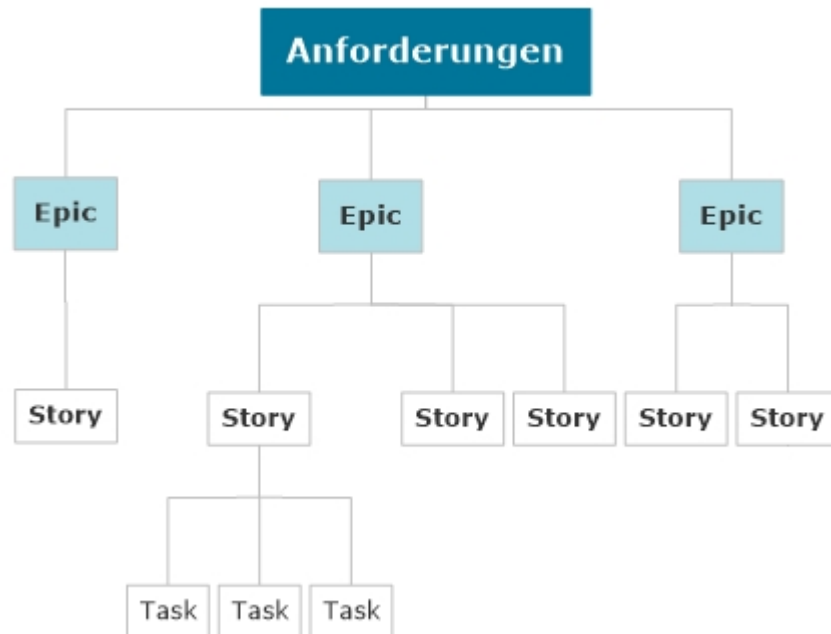 Anforderungen
Epic
Epic
Epic
Story
Story
Story
Story
Story
Story
Task
Task
Task